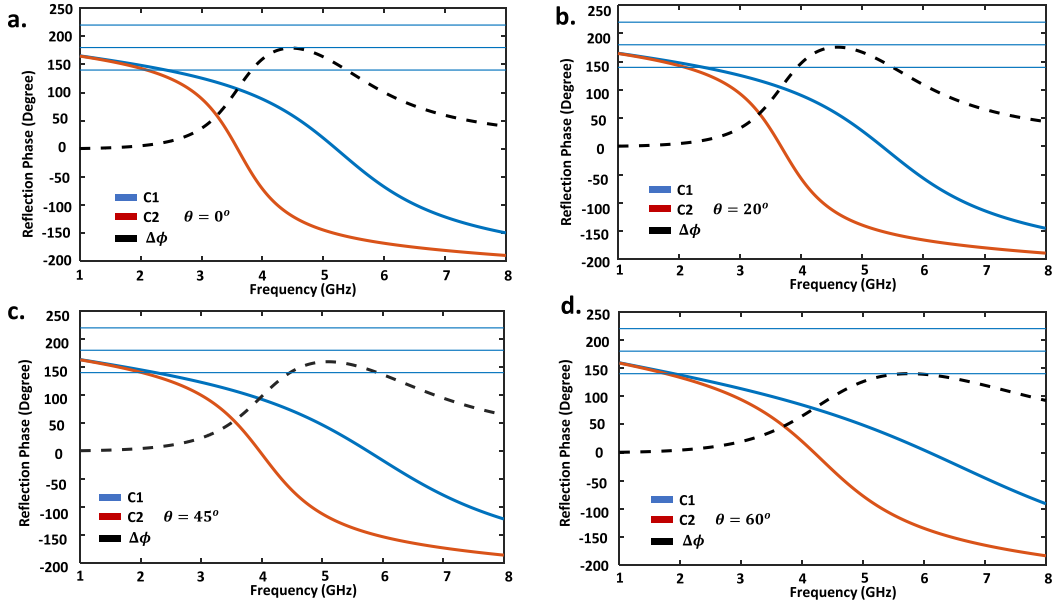 a.
250
200
150
100
50
0
-50
-100
-150
-200
Reflection Phase (Degree)
C1
C2 θ = 0°
Δϕ
1 2 3 4 5 6 7 8
Frequency (GHz)
b.
250
200
150
100
50
0
-50
-100
-150
-200
Reflection Phase (Degree)
C1
C2 θ = 20°
Δϕ
1 2 3 4 5 6 7 8
Frequency (GHz)
c.
250
200
150
100
50
0
-50
-100
-150
-200
Reflection Phase (Degree)
C1
C2 θ = 45°
Δϕ
1 2 3 4 5 6 7 8
Frequency (GHz)
d.
250
200
150
100
50
0
-50
-100
-150
-200
Reflection Phase (Degree)
C1
C2 θ = 60°
Δϕ
1 2 3 4 5 6 7 8
Frequency (GHz)